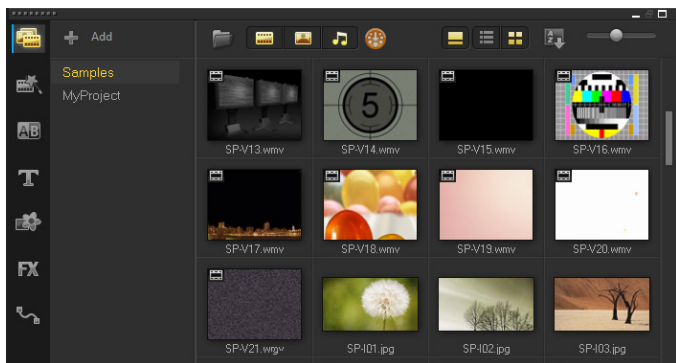 Add
Samples
MyProject
A
Z
AB
T
FX
5
SP-V13.wmv
SP-V14.wmv
SP-V15.wmv
SP-V16.wmv
SP-V17.wmv
SP-V18.wmv
SP-V19.wmv
SP-V20.wmv
SP-V21.wmv
SP-I01.jpg
SP-I02.jpg
SP-I03.jpg